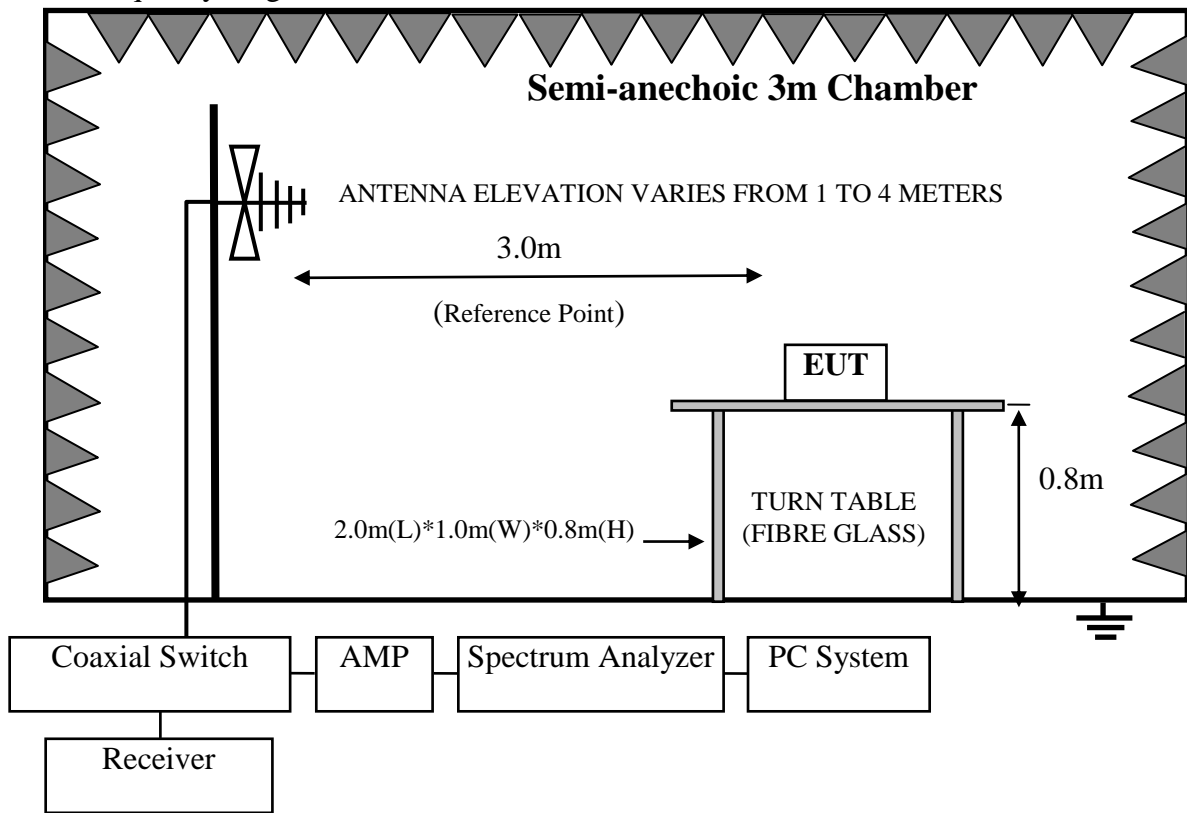 Semi-anechoic 3m Chamber
ANTENNA ELEVATION VARIES FROM 1 TO 4 METERS
3.0m
(Reference Point)
EUT
0.8m
TURN TABLE
(FIBRE GLASS)
2.0m(L)*1.0m(W)*0.8m(H)
Coaxial Switch
AMP
Spectrum Analyzer
PC System
Receiver